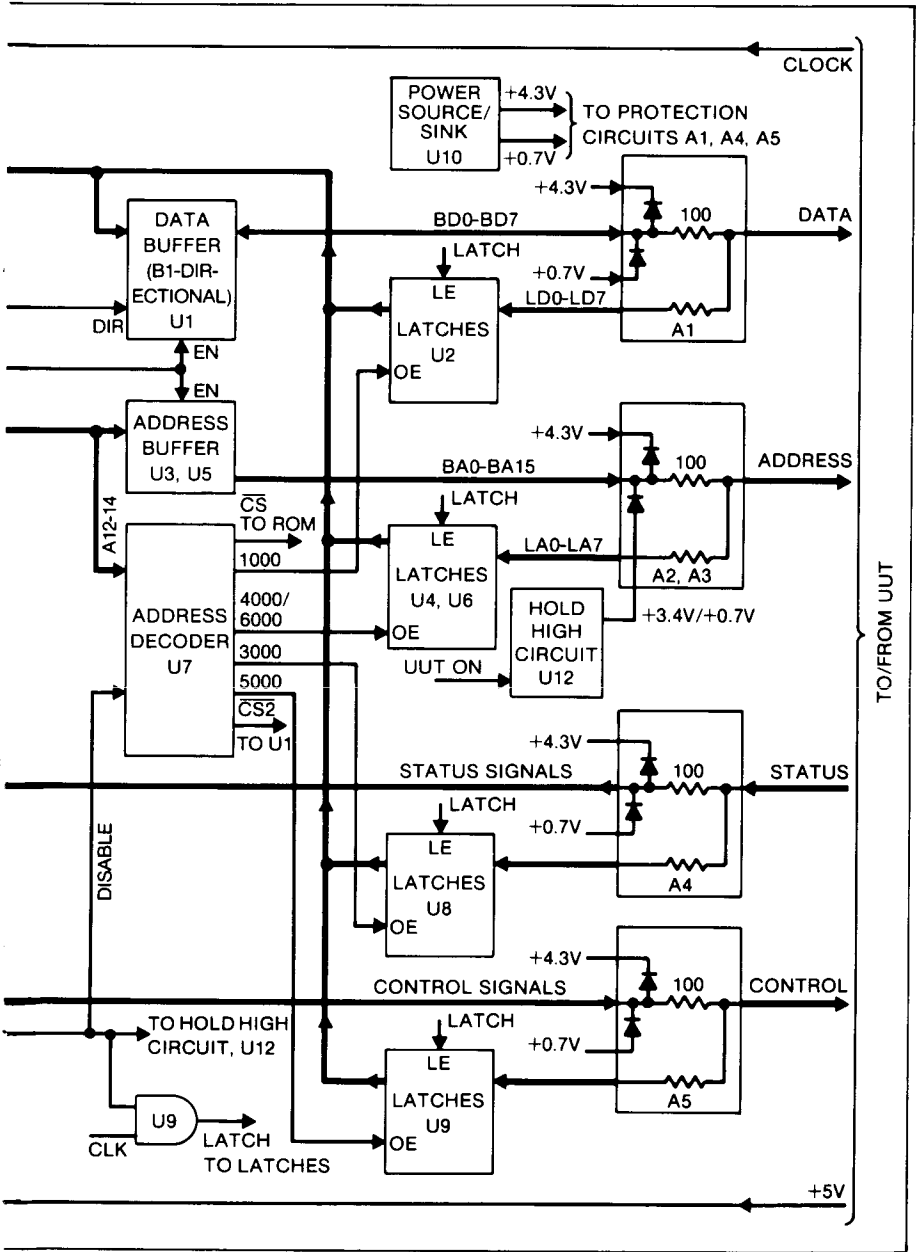 CLOCK
POWER
SOURCE/
SINK
U10
+4.3V
+0.7V
TO PROTECTION
CIRCUITS A1, A4, A5
DATA
BUFFER
(B1-DIR-
ECTIONAL)
U1
DIR
EN
EN
BD0-BD7
+4.3V
100
DATA
+0.7V
A1
LATCH
LE
LATCHES
U2
OE
LD0-LD7
ADDRESS
BUFFER
U3, U5
BA0-BA15
+4.3V
100
ADDRESS
A2, A3
LATCH
LE
LATCHES
U4, U6
OE
LA0-LA7
A12-14
ADDRESS
DECODER
U7
CS
TO ROM
1000
4000/
6000
3000
5000
CS2
TO U1
HOLD
HIGH
CIRCUIT
U12
UUT ON
+3.4V/+0.7V
TO/FROM UUT
STATUS SIGNALS
+4.3V
100
STATUS
+0.7V
A4
LATCH
LE
LATCHES
U8
OE
DISABLE
CONTROL SIGNALS
+4.3V
100
CONTROL
+0.7V
A5
TO HOLD HIGH
CIRCUIT, U12
LATCH
LE
LATCHES
U9
OE
U9
CLK
LATCH
TO LATCHES
+5V